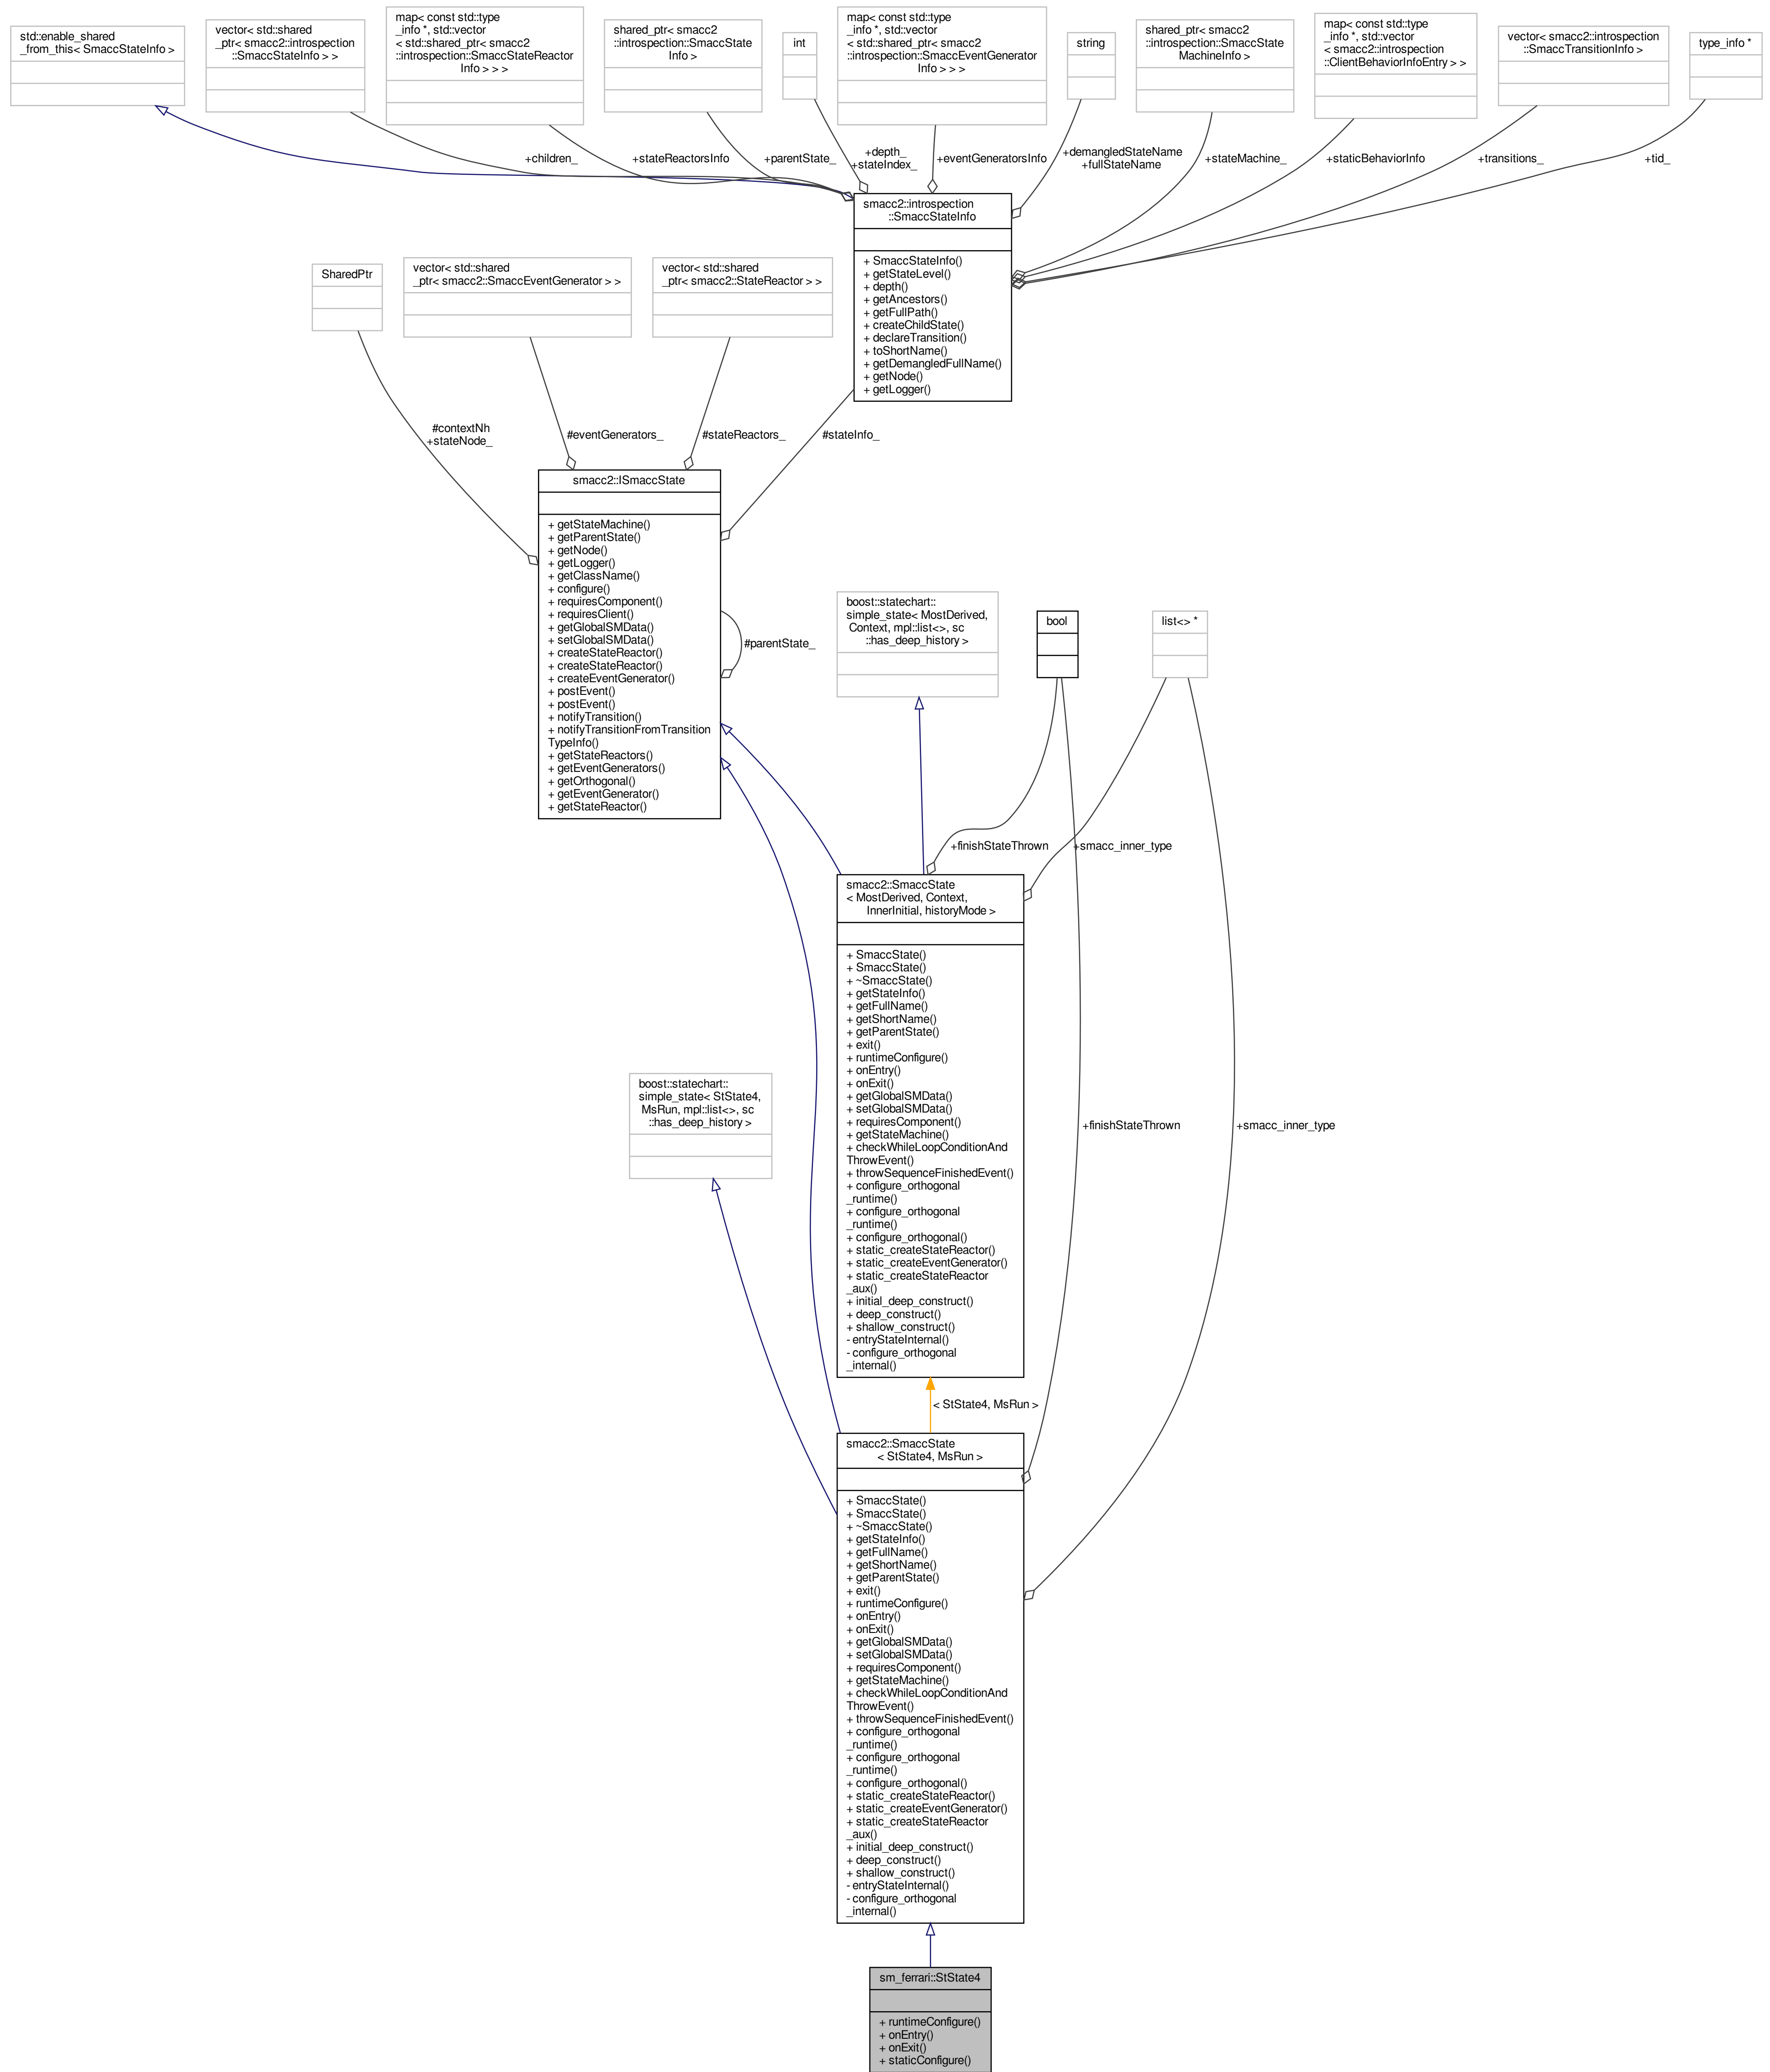 std::enable_shared
_from_this< SmaccStateInfo >
vector< std::shared
_ptr< smacc2::introspection
::SmaccStateInfo > >
map< const std::type
_info *, std::vector
< std::shared_ptr< smacc2
::introspection::SmaccStateReactor
Info > > >
shared_ptr< smacc2
::introspection::SmaccState
Info >
int
map< const std::type
_info *, std::vector
< std::shared_ptr< smacc2
::introspection::SmaccEventGenerator
Info > > >
string
shared_ptr< smacc2
::introspection::SmaccState
MachineInfo >
map< const std::type
_info *, std::vector
< smacc2::introspection
::ClientBehaviorInfoEntry > >
vector< smacc2::introspection
::SmaccTransitionInfo >
type_info *
+children_
+stateReactorsInfo
+parentState_
+depth_
+stateIndex_
+eventGeneratorsInfo
+demangledStateName
+fullStateName
+stateMachine_
+staticBehaviorInfo
+transitions_
+tid_
smacc2::introspection
::SmaccStateInfo
+ SmaccStateInfo()
+ getStateLevel()
+ depth()
+ getAncestors()
+ getFullPath()
+ createChildState()
+ declareTransition()
+ toShortName()
+ getDemangledFullName()
+ getNode()
+ getLogger()
SharedPtr
vector< std::shared
_ptr< smacc2::SmaccEventGenerator > >
vector< std::shared
_ptr< smacc2::StateReactor > >
#contextNh
+stateNode_
#eventGenerators_
#stateReactors_
#stateInfo_
smacc2::ISmaccState
+ getStateMachine()
+ getParentState()
+ getNode()
+ getLogger()
+ getClassName()
+ configure()
+ requiresComponent()
+ requiresClient()
+ getGlobalSMData()
+ setGlobalSMData()
+ createStateReactor()
+ createStateReactor()
+ createEventGenerator()
+ postEvent()
+ postEvent()
+ notifyTransition()
+ notifyTransitionFromTransition
TypeInfo()
+ getStateReactors()
+ getEventGenerators()
+ getOrthogonal()
+ getEventGenerator()
+ getStateReactor()
#parentState_
boost::statechart::
simple_state< MostDerived,
Context, mpl::list<>, sc
::has_deep_history >
bool
list<> *
+finishStateThrown
+smacc_inner_type
smacc2::SmaccState
< MostDerived, Context,
InnerInitial, historyMode >
+ SmaccState()
+ SmaccState()
+ ~SmaccState()
+ getStateInfo()
+ getFullName()
+ getShortName()
+ getParentState()
+ exit()
+ runtimeConfigure()
+ onEntry()
+ onExit()
+ getGlobalSMData()
+ setGlobalSMData()
+ requiresComponent()
+ getStateMachine()
+ checkWhileLoopConditionAnd
ThrowEvent()
+ throwSequenceFinishedEvent()
+ configure_orthogonal
_runtime()
+ configure_orthogonal
_runtime()
+ configure_orthogonal()
+ static_createStateReactor()
+ static_createEventGenerator()
+ static_createStateReactor
_aux()
+ initial_deep_construct()
+ deep_construct()
+ shallow_construct()
- entryStateInternal()
- configure_orthogonal
_internal()
boost::statechart::
simple_state< StState4,
MsRun, mpl::list<>, sc
::has_deep_history >
+finishStateThrown
+smacc_inner_type
< StState4, MsRun >
smacc2::SmaccState
< StState4, MsRun >
+ SmaccState()
+ SmaccState()
+ ~SmaccState()
+ getStateInfo()
+ getFullName()
+ getShortName()
+ getParentState()
+ exit()
+ runtimeConfigure()
+ onEntry()
+ onExit()
+ getGlobalSMData()
+ setGlobalSMData()
+ requiresComponent()
+ getStateMachine()
+ checkWhileLoopConditionAnd
ThrowEvent()
+ throwSequenceFinishedEvent()
+ configure_orthogonal
_runtime()
+ configure_orthogonal
_runtime()
+ configure_orthogonal()
+ static_createStateReactor()
+ static_createEventGenerator()
+ static_createStateReactor
_aux()
+ initial_deep_construct()
+ deep_construct()
+ shallow_construct()
- entryStateInternal()
- configure_orthogonal
_internal()
sm_ferrari::StState4
+ runtimeConfigure()
+ onEntry()
+ onExit()
+ staticConfigure()